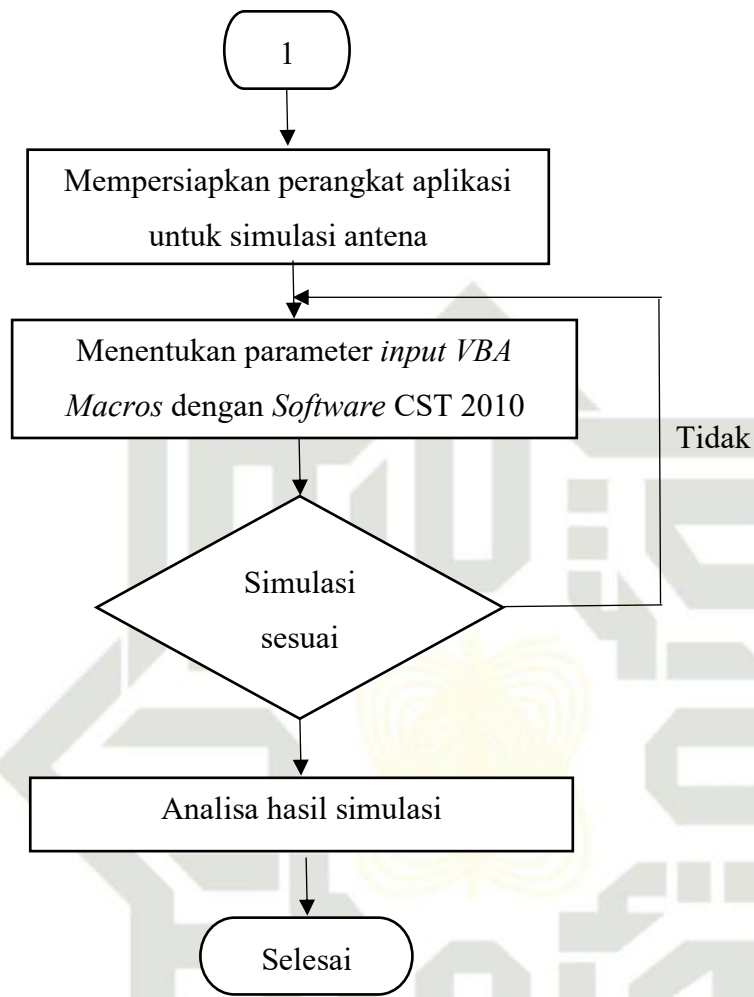 1
Mempersiapkan perangkat aplikasi
untuk simulasi antena
Menentukan parameter input VBA
Macros dengan Software CST 2010
Tidak
Simulasi
sesuai
Analisa hasil simulasi
Selesai